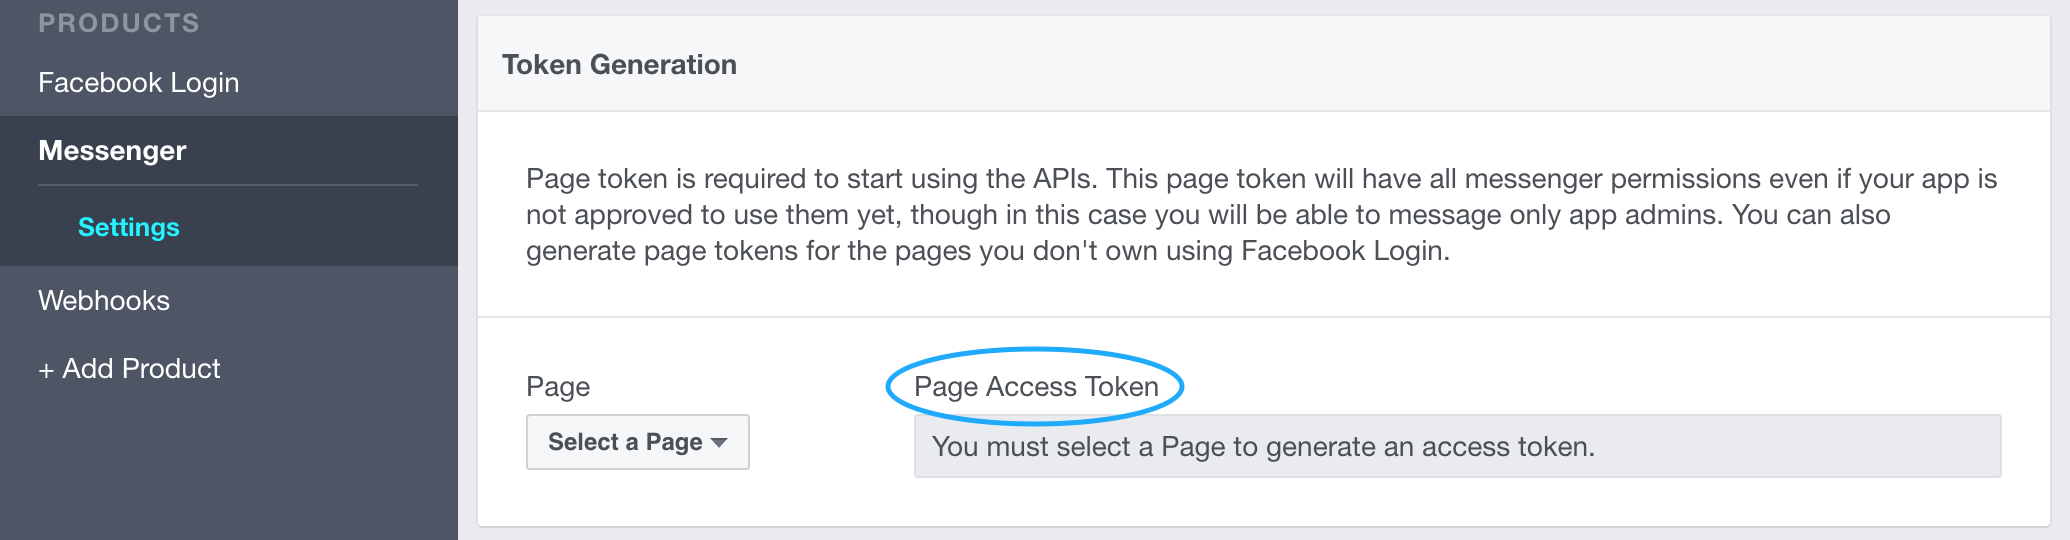 PRODUCTS
Facebook Login
Messenger
Settings
Webhooks
+ Add Product
Token Generation
Page token is required to start using the APIs. This page token will have all messenger permissions even if your app is
not approved to use them yet, though in this case you will be able to message only app admins. You can also
generate page tokens for the pages you don't own using Facebook Login.
Page
Select a Page
Page Access Token
You must select a Page to generate an access token.